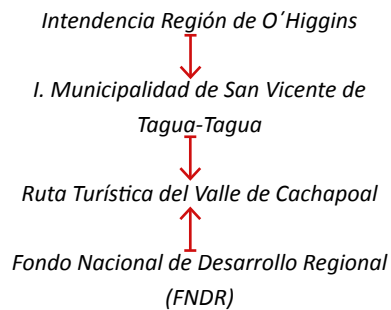 Intendencia Región de O´Higgins
I. Municipalidad de San Vicente de
Tagua-Tagua
Ruta Turística del Valle de Cachapoal
Fondo Nacional de Desarrollo Regional
(FNDR)